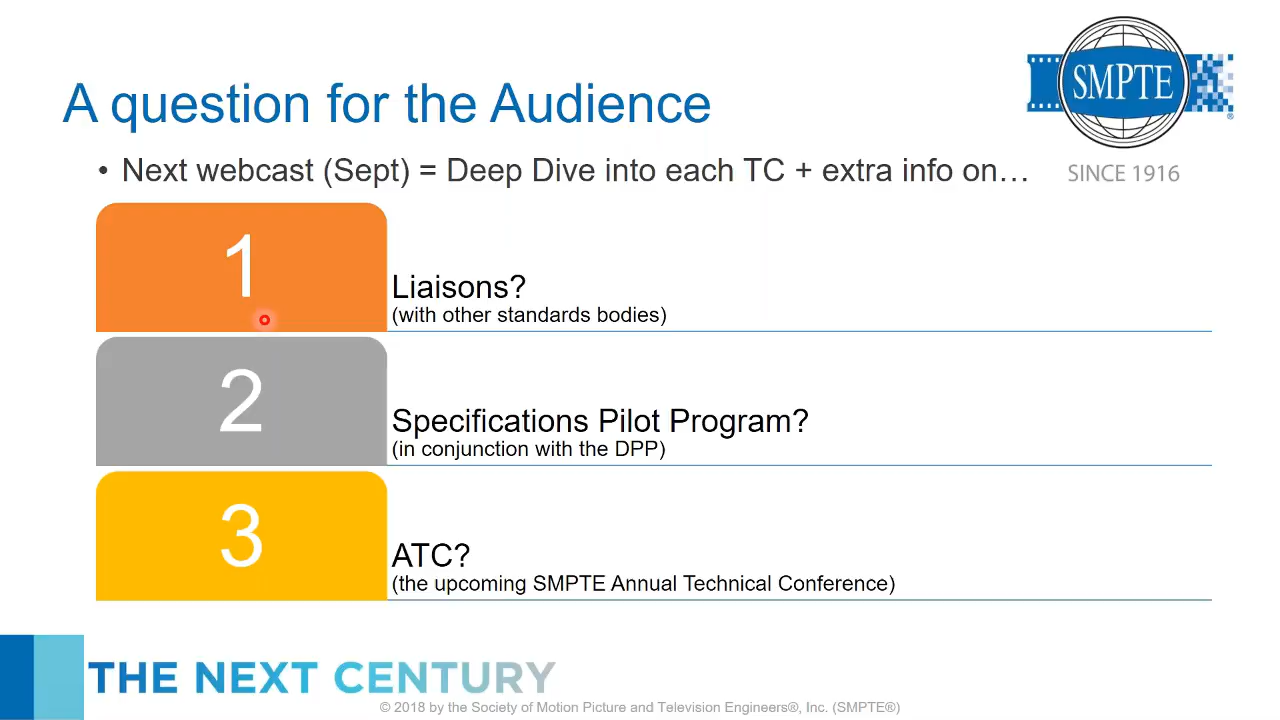 SMPTE
®
A question for the Audience
• Next webcast (Sept) = Deep Dive into each TC + extra info on…
SINCE 1916
1
Liaisons?
(with other standards bodies)
2
Specifications Pilot Program?
(in conjunction with the DPP)
3
ATC?
(the upcoming SMPTE Annual Technical Conference)
THE NEXT CENTURY
© 2018 by the Society of Motion Picture and Television Engineers®, Inc. (SMPTE®)